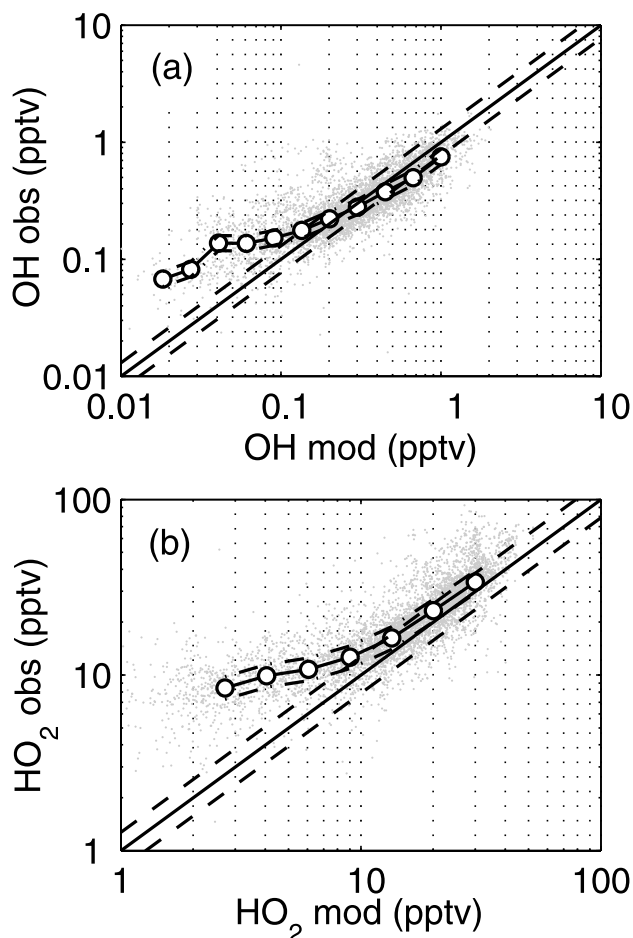 (a)
10
1
0.1
0.01
OH obs (pptv)
0.01
0.1
1
10
OH mod (pptv)
(b)
100
10
1
HO₂ obs (pptv)
1
10
100
HO₂ mod (pptv)